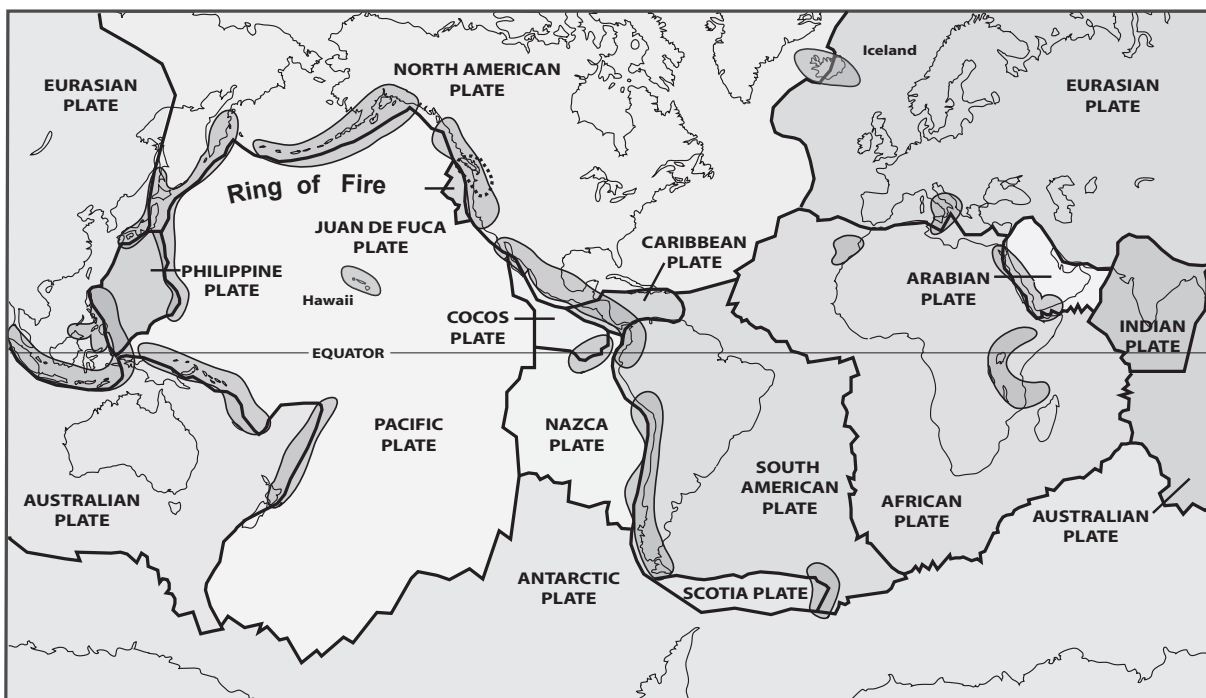 EURASIAN
PLATE
NORTH AMERICAN
PLATE
Iceland
EURASIAN
PLATE
Ring of Fire
JUAN DE FUCA
PLATE
CARIBBEAN
PLATE
PHILIPPINE
PLATE
Hawaii
ARABIAN
PLATE
COCOS
PLATE
INDIAN
PLATE
EQUATOR
PACIFIC
PLATE
NAZCA
PLATE
SOUTH
AMERICAN
PLATE
AUSTRALIAN
PLATE
AFRICAN
PLATE
AUSTRALIAN
PLATE
ANTARCTIC
PLATE
SCOTIA PLATE